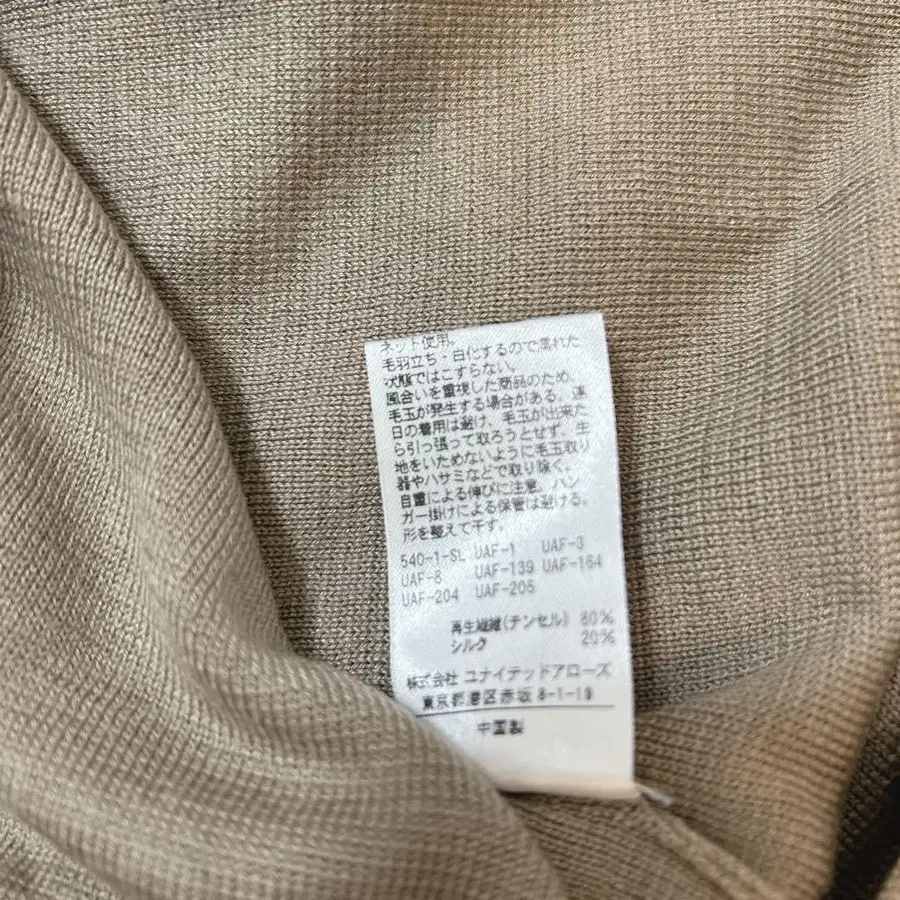 ネット使用。
毛羽立ち・白化するので濡れた
状態ではこすらない。
風合いを重視した商品のため、
毛玉が発生する場合がある。連
日の着用は避け、毛玉が出来た
ら引っ張って取ろうとせず、生
地をいためないように毛玉取り
器やハサミなどで取り除く。
自重による伸びに注意。ハン
ガー掛けによる保管は避ける。
形を整えて干す。
540-1-SL UAF-1 UAF-3
UAF-8 UAF-139 UAF-164
UAF-204 UAF-205
再生繊維(テンセル) 80%
シルク 20%
株式会社 ユナイテッドアローズ
東京都港区赤坂 8-1-19
中国製